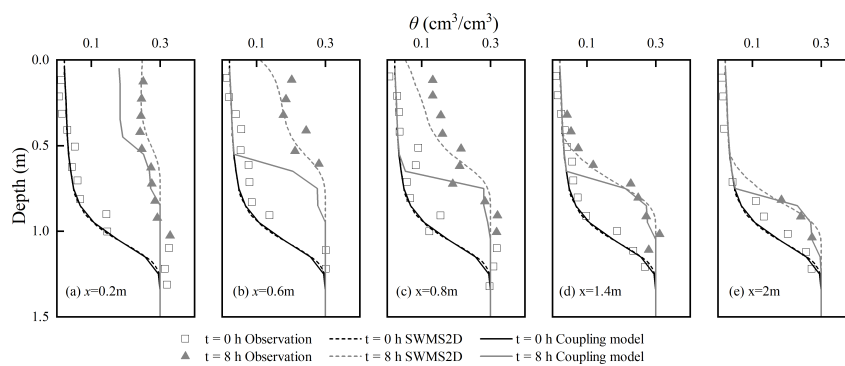 θ (cm³/cm³)
0.1 0.3 0.1 0.3 0.1 0.3 0.1 0.3 0.1 0.3
0.0
0.5
1.0
1.5
Depth (m)
(a) x=0.2m (b) x=0.6m (c) x=0.8m (d) x=1.4m (e) x=2m
t = 0 h Observation t = 0 h SWMS2D t = 0 h Coupling model
t = 8 h Observation t = 8 h SWMS2D t = 8 h Coupling model